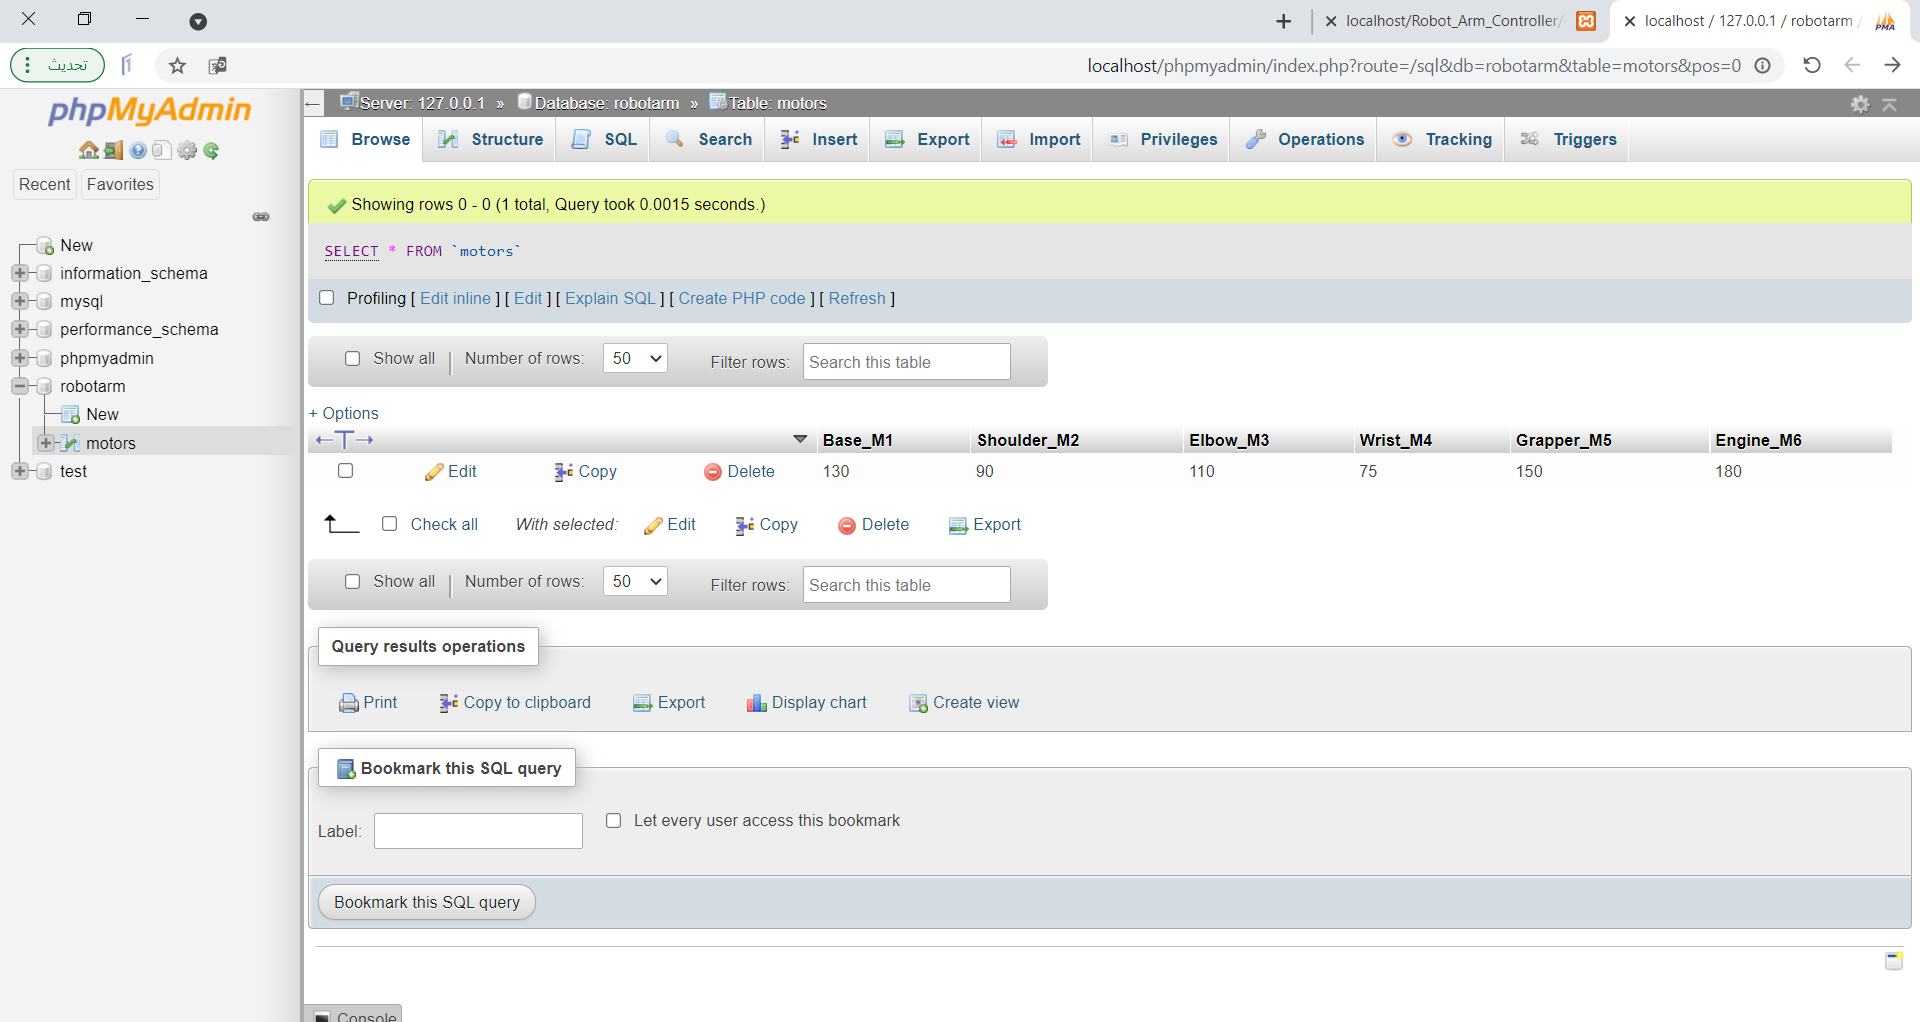 localhost/Robot_Arm_Controller/
localhost / 127.0.0.1 / robotarm /
PMA
تحديث
localhost/phpmyadmin/index.php?route=/sql&db=robotarm&table=motors&pos=0
phpMyAdmin
Recent
Favorites
New
information_schema
mysql
performance_schema
phpmyadmin
robotarm
New
motors
test
Server: 127.0.0.1 » Database: robotarm » Table: motors
Browse Structure SQL Search Insert Export Import Privileges Operations Tracking Triggers
Showing rows 0 - 0 (1 total, Query took 0.0015 seconds.)
SELECT * FROM `motors`
Profiling [ Edit inline ] [ Edit ] [ Explain SQL ] [ Create PHP code ] [ Refresh ]
Show all | Number of rows: 50 Filter rows: Search this table
+ Options
←T→ Base_M1 Shoulder_M2 Elbow_M3 Wrist_M4 Grapper_M5 Engine_M6
Edit Copy Delete 130 90 110 75 150 180
Check all With selected: Edit Copy Delete Export
Show all | Number of rows: 50 Filter rows: Search this table
Query results operations
Print Copy to clipboard Export Display chart Create view
Bookmark this SQL query
Label: Let every user access this bookmark
Bookmark this SQL query
Console